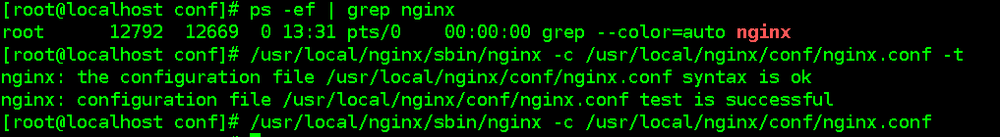 [root@localhost conf]# ps -ef | grep nginx
root      12792  12669  0 13:31 pts/0    00:00:00 grep --color=auto nginx
[root@localhost conf]# /usr/local/nginx/sbin/nginx -c /usr/local/nginx/conf/nginx.conf -t
nginx: the configuration file /usr/local/nginx/conf/nginx.conf syntax is ok
nginx: configuration file /usr/local/nginx/conf/nginx.conf test is successful
[root@localhost conf]# /usr/local/nginx/sbin/nginx -c /usr/local/nginx/conf/nginx.conf